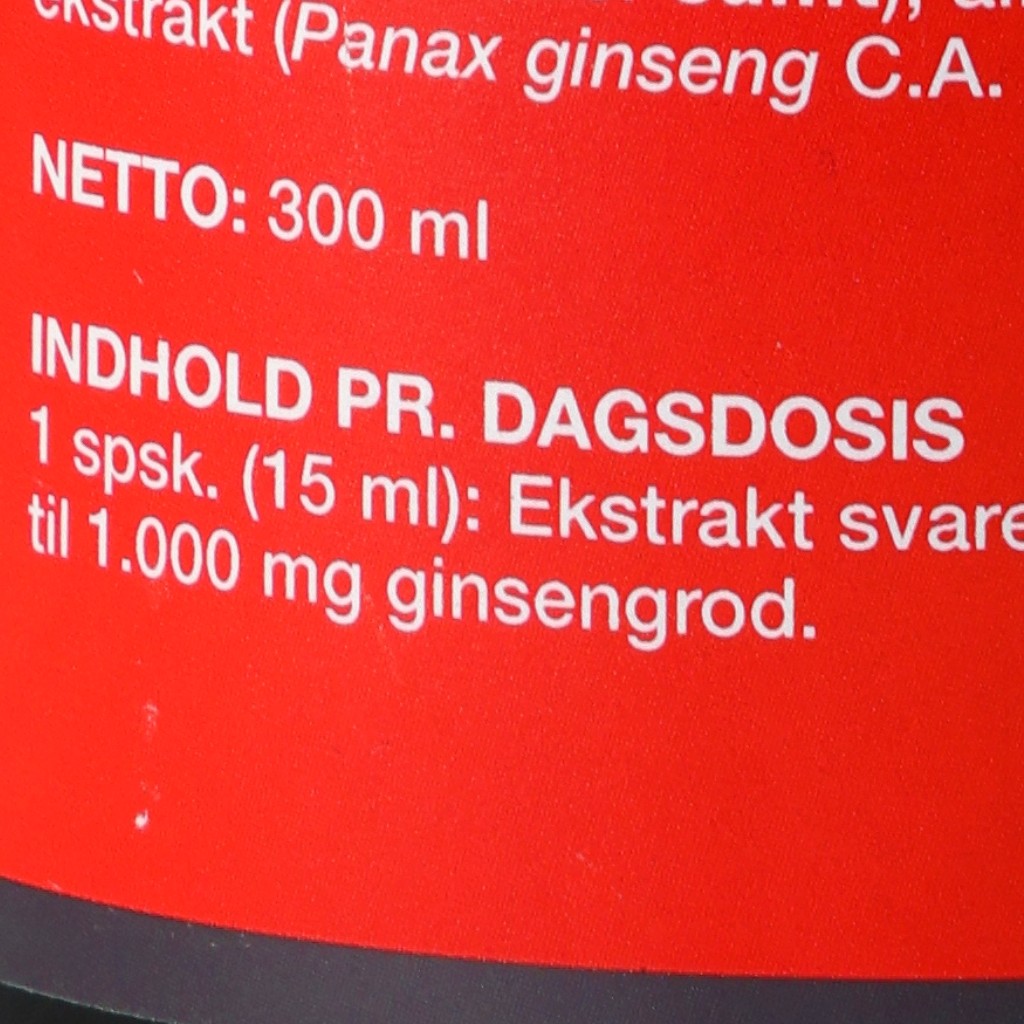 ekstrakt (Panax ginseng C.A.
NETTO: 300 ml
INDHOLD PR. DAGSDOSIS
1 spsk. (15 ml): Ekstrakt svare
til 1.000 mg ginsengrod.